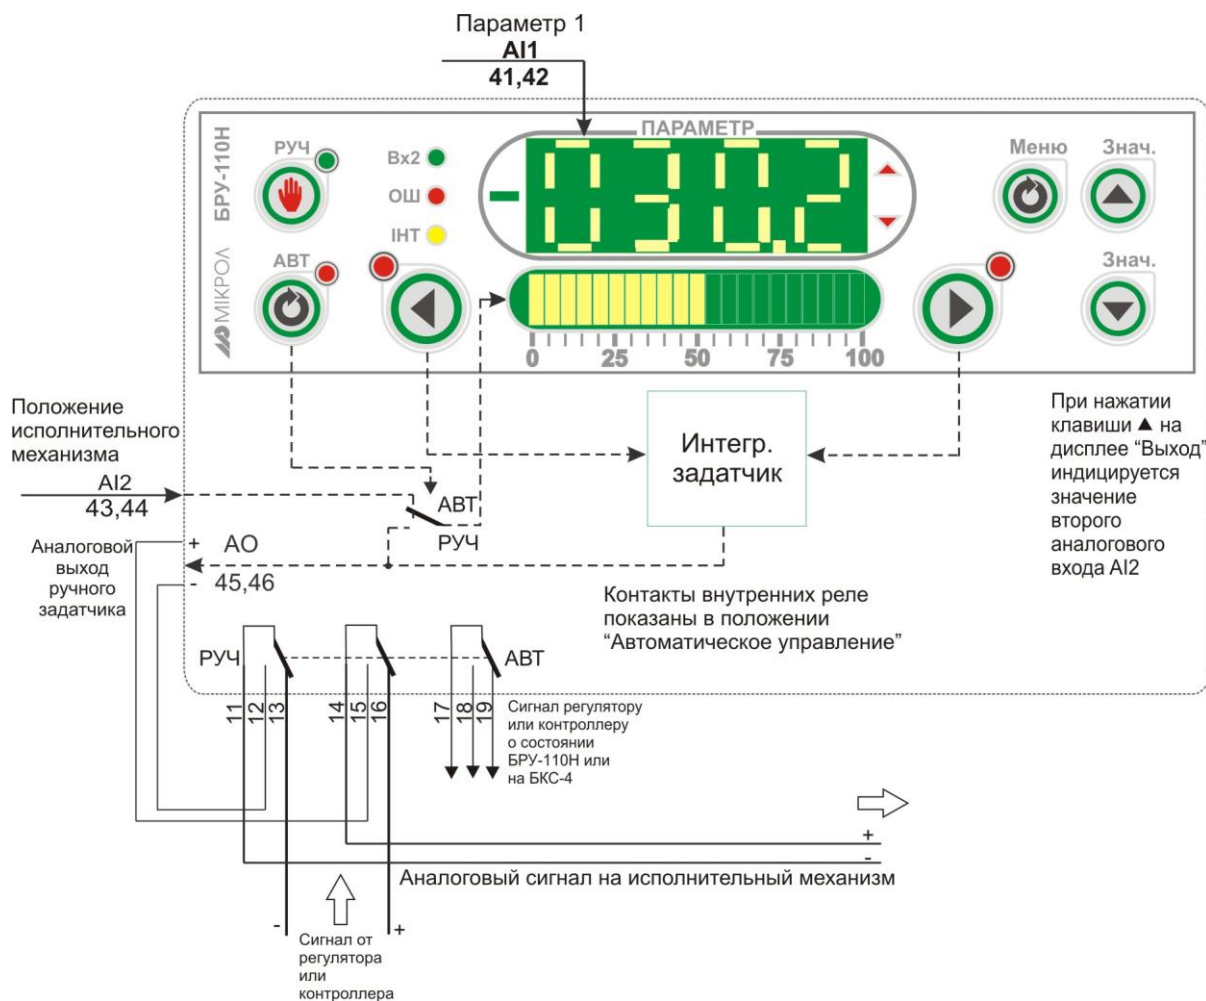 Параметр 1
AI1
41,42
БРУ-110Н
МІКРОЛ
РУЧ
АВТ
Вх2
ОШ
ІНТ
ПАРАМЕТР
030.2
0 25 50 75 100
Меню
Знач.
Знач.
Положение
исполнительного
механизма
AI2
43,44
АВТ
РУЧ
Интегр.
задатчик
При нажатии
клавиши ▲ на
дисплее “Выход”
индицируется
значение
второго
аналогового
входа AI2
Аналоговой
выход
ручного
задатчика
+
-
АО
45,46
Контакты внутренних реле
показаны в положении
“Автоматическое управление”
РУЧ
АВТ
11
12
13
14
15
16
17
18
19
Сигнал регулятору
или контроллеру
о состоянии
БРУ-110Н или
на БКС-4
+
-
Аналоговый сигнал на исполнительный механизм
-
+
Сигнал от
регулятора
или
контроллера